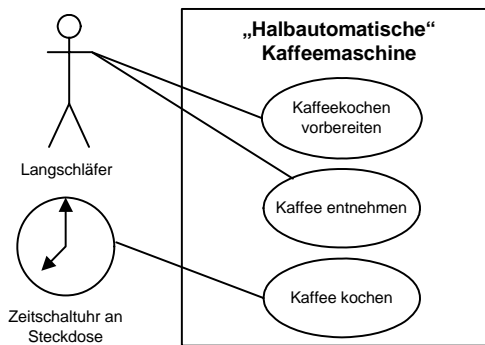 „Halbautomatische“
Kaffeemaschine
Kaffeekochen
vorbereiten
Langschläfer
Kaffee entnehmen
Zeitschaltuhr an
Steckdose
Kaffee kochen